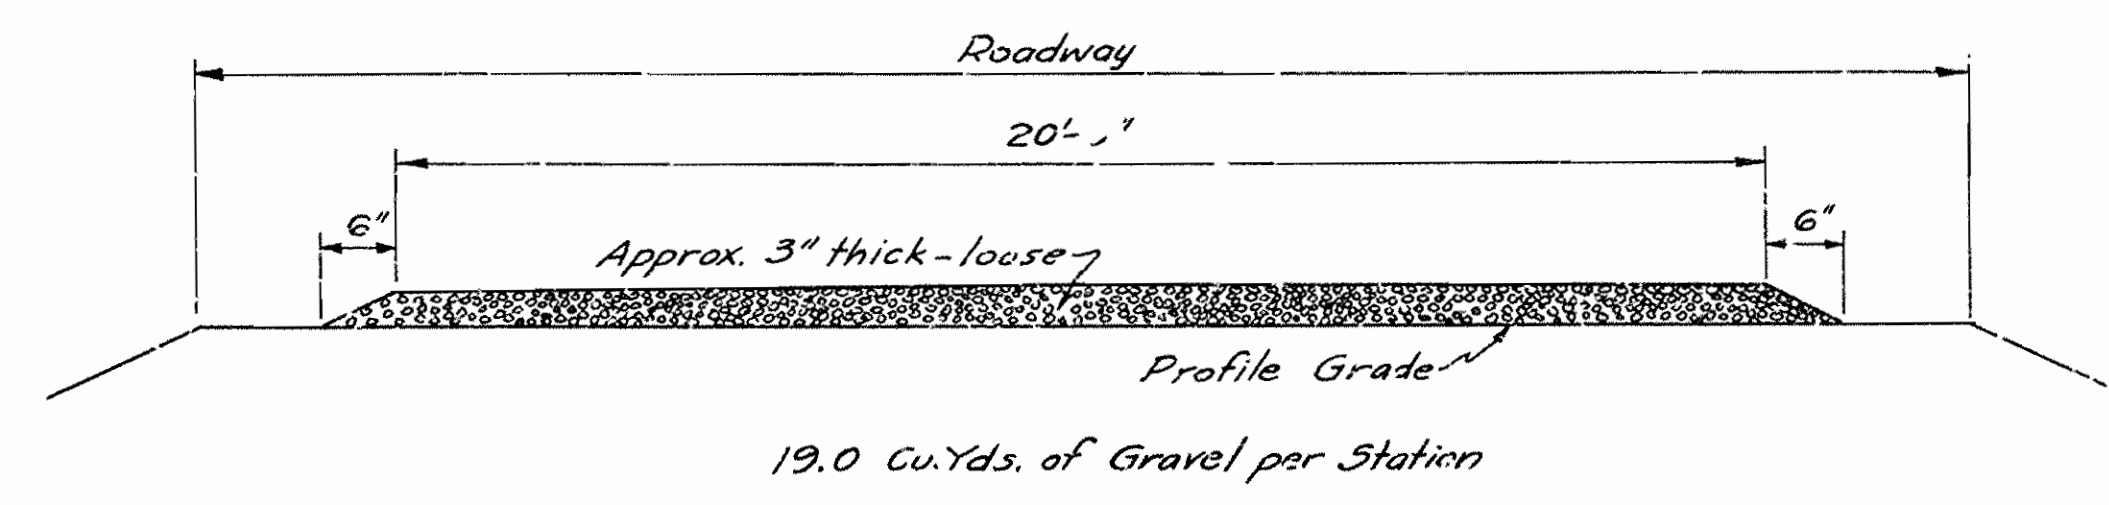 Roadway
20'- "
6"
6"
Approx. 3" thick-loose
Profile Grade
19.0 Cu.Yds. of Gravel per Station